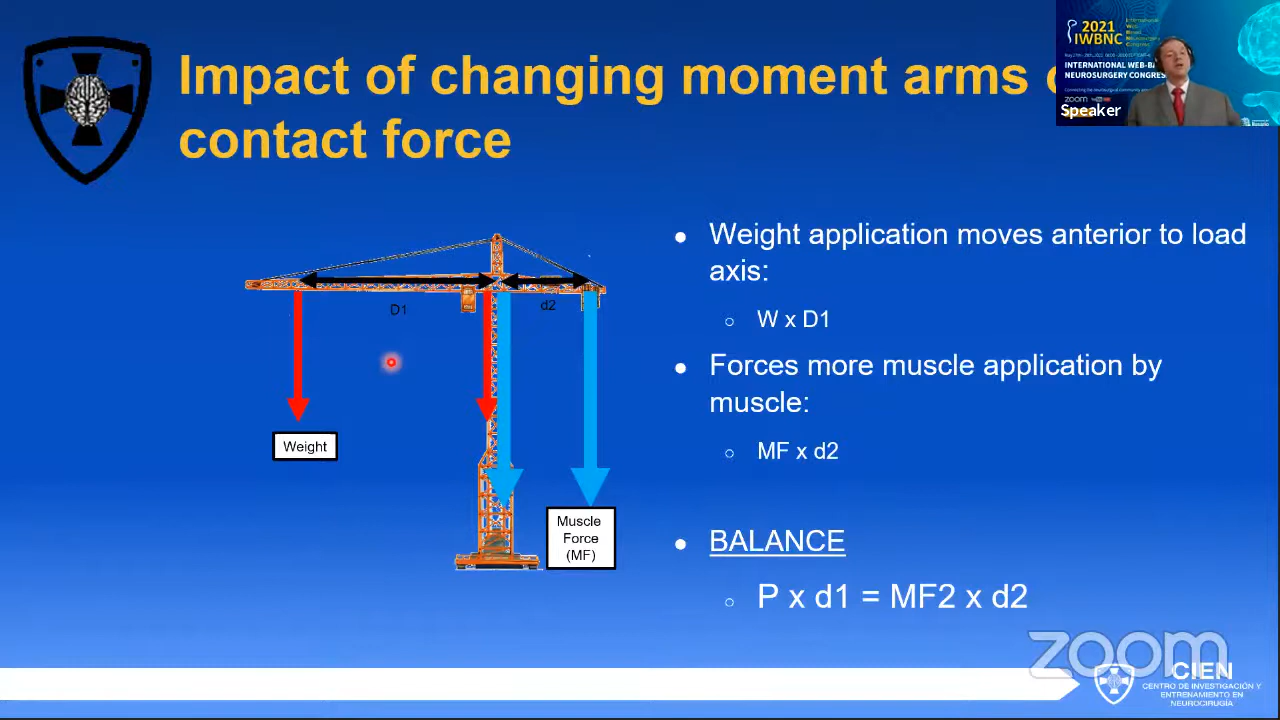 Impact of changing moment arms
contact force
2021
IWBNC
INTERNATIONAL WEB-BA
NEUROSURGERY CONGRES
zoom
Speaker
D1
d2
Weight
Muscle
Force
(MF)
● Weight application moves anterior to load
axis:
○ W x D1
● Forces more muscle application by
muscle:
○ MF x d2
● BALANCE
○ P x d1 = MF2 x d2
zoom
CIEN
CENTRO DE INVESTIGACIÓN Y
ENTRENAMIENTO EN
NEUROCIRUGÍA